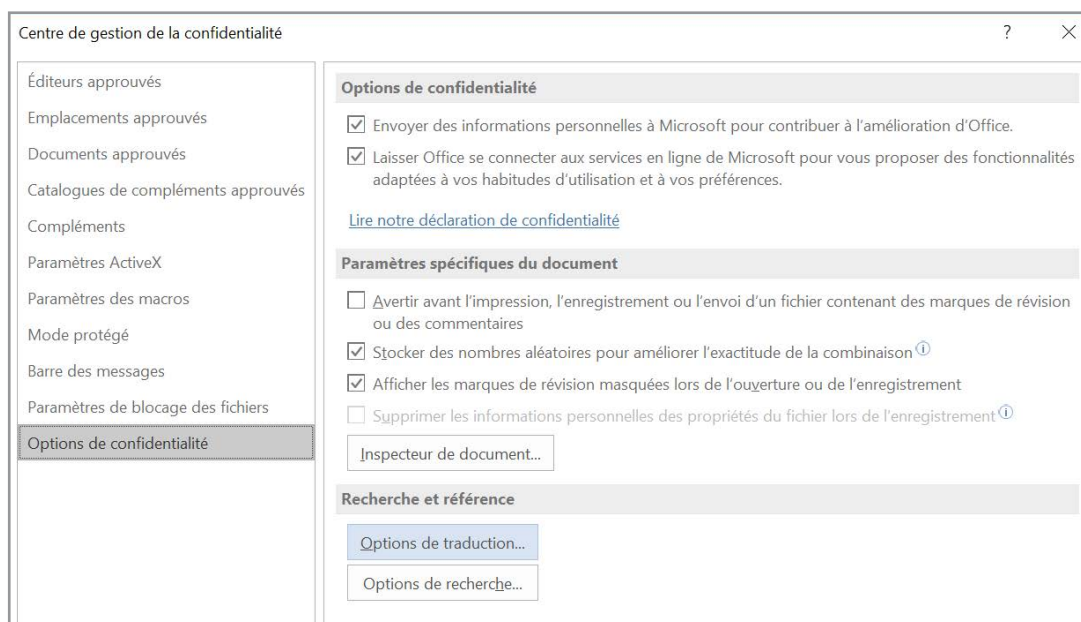 Centre de gestion de la confidentialité
?
Éditeurs approuvés
Emplacements approuvés
Documents approuvés
Catalogues de compléments approuvés
Compléments
Paramètres ActiveX
Paramètres des macros
Mode protégé
Barre des messages
Paramètres de blocage des fichiers
Options de confidentialité
Options de confidentialité
Envoyer des informations personnelles à Microsoft pour contribuer à l'amélioration d'Office.
Laisser Office se connecter aux services en ligne de Microsoft pour vous proposer des fonctionnalités
adaptées à vos habitudes d'utilisation et à vos préférences.
Lire notre déclaration de confidentialité
Paramètres spécifiques du document
Avertir avant l'impression, l'enregistrement ou l'envoi d'un fichier contenant des marques de révision
ou des commentaires
Stocker des nombres aléatoires pour améliorer l'exactitude de la combinaison
Afficher les marques de révision masquées lors de l'ouverture ou de l'enregistrement
Supprimer les informations personnelles des propriétés du fichier lors de l'enregistrement
Inspecteur de document...
Recherche et référence
Options de traduction...
Options de recherche...